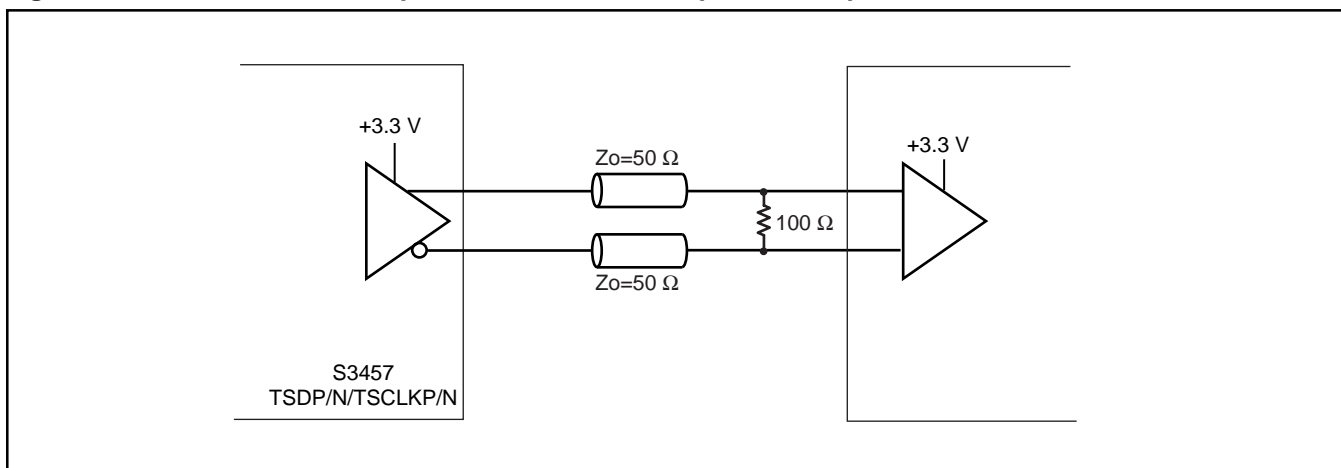 +3.3 V
+3.3 V
Zo=50 Ω
100 Ω
Zo=50 Ω
S3457
TSDP/N/TSCLKP/N